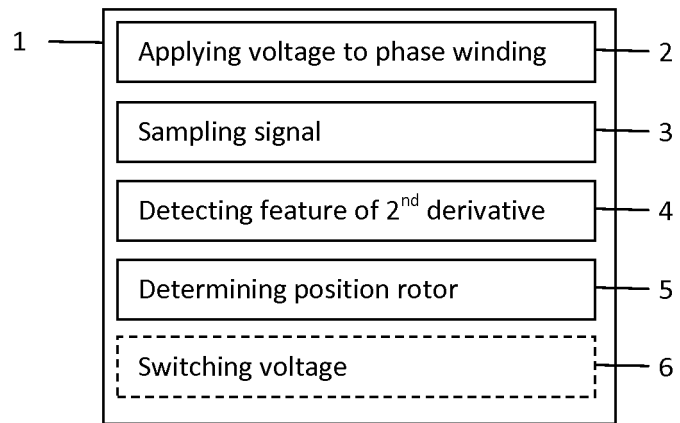 1
Applying voltage to phase winding 2
Sampling signal 3
Detecting feature of 2nd derivative 4
Determining position rotor 5
Switching voltage 6